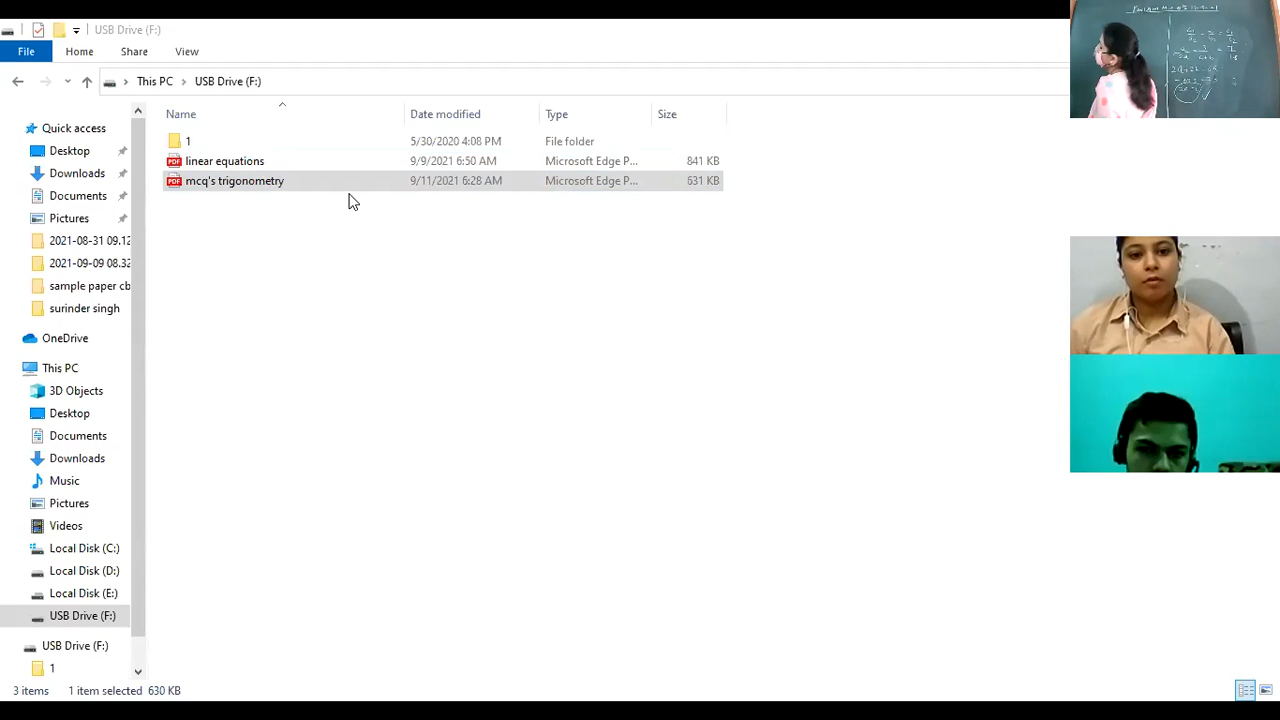 USB Drive (F:)
File
Home
Share
View
This PC
USB Drive (F:)
Name
Date modified
Type
Size
1
5/30/2020 4:08 PM
File folder
linear equations
9/9/2021 6:50 AM
Microsoft Edge P...
841 KB
mcq's trigonometry
9/11/2021 6:28 AM
Microsoft Edge P...
631 KB
Quick access
Desktop
Downloads
Documents
Pictures
2021-08-31 09.12
2021-09-09 08.32
sample paper cb
surinder singh
OneDrive
This PC
3D Objects
Desktop
Documents
Downloads
Music
Pictures
Videos
Local Disk (C:)
Local Disk (D:)
Local Disk (E:)
USB Drive (F:)
USB Drive (F:)
1
3 items
1 item selected 630 KB